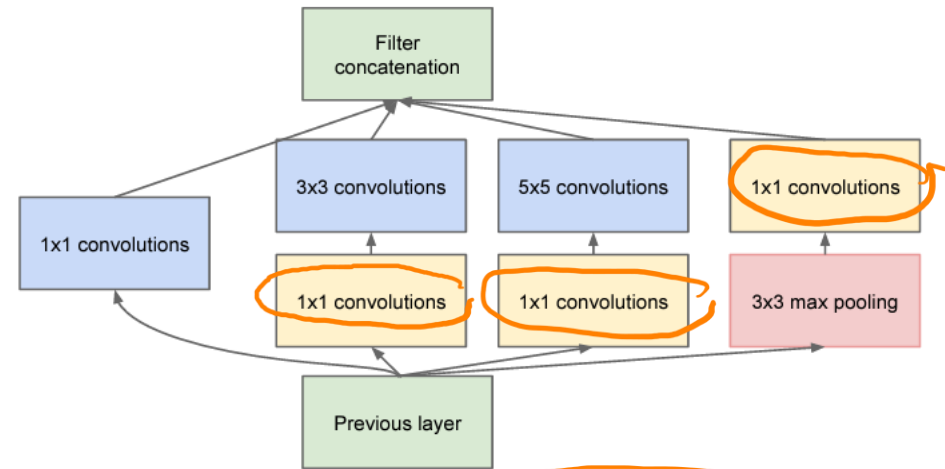 Filter
concatenation
3x3 convolutions
5x5 convolutions
1x1 convolutions
1x1 convolutions
1x1 convolutions
1x1 convolutions
3x3 max pooling
Previous layer